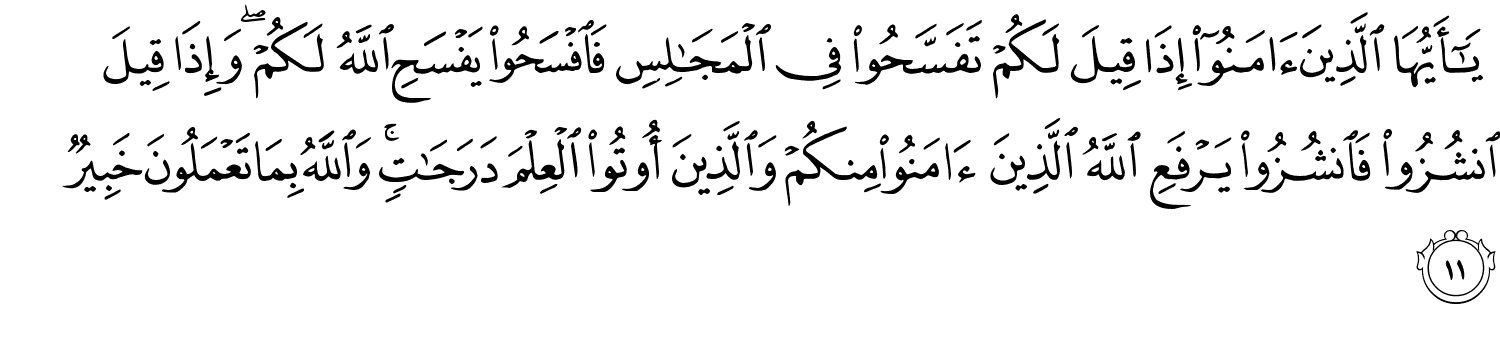 يَـٰٓأَيُّهَا ٱلَّذِينَ ءَامَنُوٓا۟ إِذَا قِيلَ لَكُمْ تَفَسَّحُوا۟ فِى ٱلْمَجَـٰلِسِ فَٱفْسَحُوا۟ يَفْسَحِ ٱللَّهُ لَكُمْ ۖ وَإِذَا قِيلَ
ٱنشُزُوا۟ فَٱنشُزُوا۟ يَرْفَعِ ٱللَّهُ ٱلَّذِينَ ءَامَنُوا۟ مِنكُمْ وَٱلَّذِينَ أُوتُوا۟ ٱلْعِلْمَ دَرَجَـٰتٍ ۚ وَٱللَّهُ بِمَا تَعْمَلُونَ خَبِيرٌ
١١